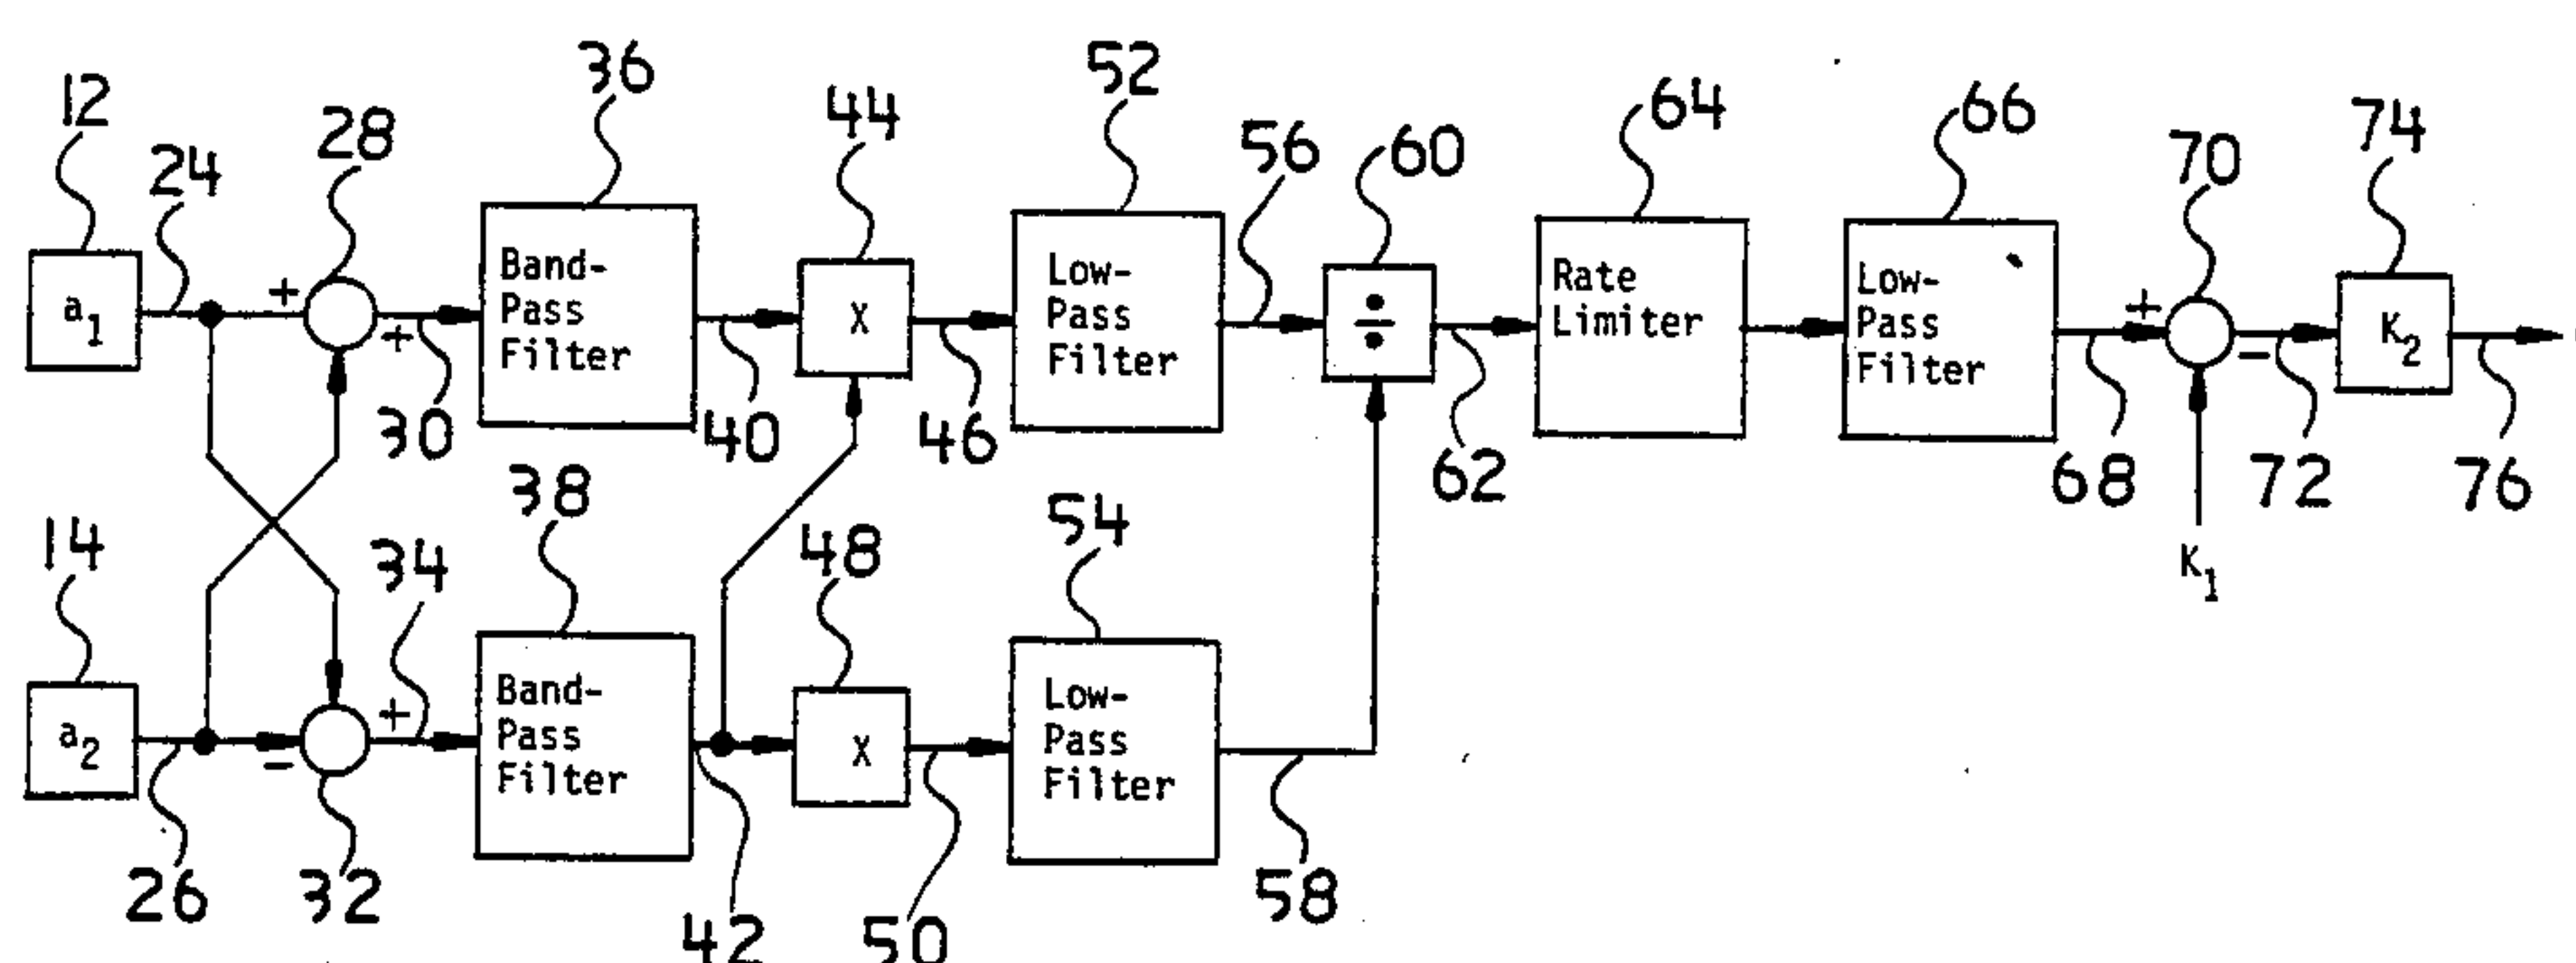 36
52
12
44
64
66
28
56
60
74
24
70
Band-
Pass
Filter
Low-
Pass
Filter
Rate
Limiter
Low-
Pass
Filter
a1
+
+
X
÷
+
−
K2
30
40
46
62
68
72
76
38
54
14
34
48
K1
Band-
Pass
Filter
Low-
Pass
Filter
a2
−
+
X
26
32
58
42
50